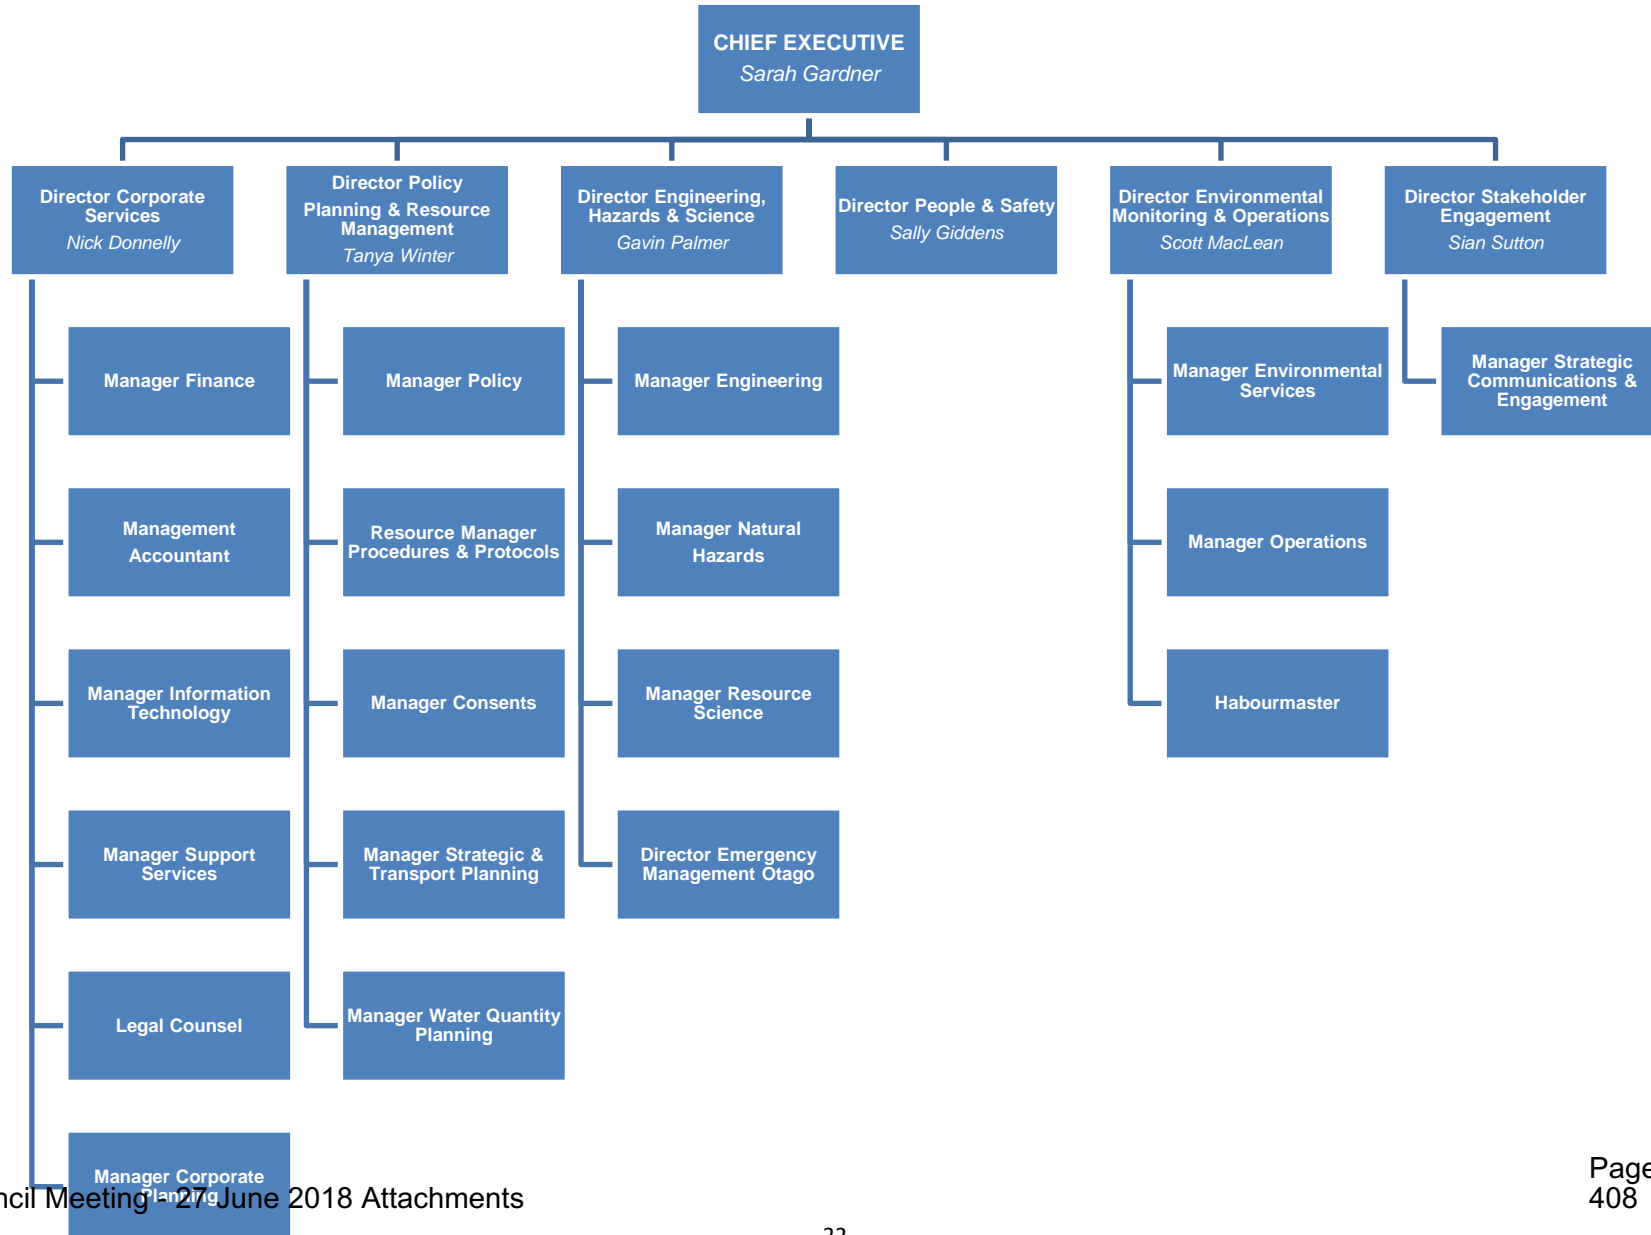 CHIEF EXECUTIVE
Sarah Gardner
Director Corporate
Services
Nick Donnelly
Director Policy
Planning & Resource
Management
Tanya Winter
Director Engineering,
Hazards & Science
Gavin Palmer
Director People & Safety
Sally Giddens
Director Environmental
Monitoring & Operations
Scott MacLean
Director Stakeholder
Engagement
Sian Sutton
Manager Finance
Management
Accountant
Manager Information
Technology
Manager Support
Services
Legal Counsel
Manager Corporate
Planning
Manager Policy
Resource Manager
Procedures & Protocols
Manager Consents
Manager Strategic &
Transport Planning
Manager Water Quantity
Planning
Manager Engineering
Manager Natural
Hazards
Manager Resource
Science
Director Emergency
Management Otago
Manager Environmental
Services
Manager Operations
Habourmaster
Manager Strategic
Communications &
Engagement
Meeting - 27 June 2018 Attachments
Page
408